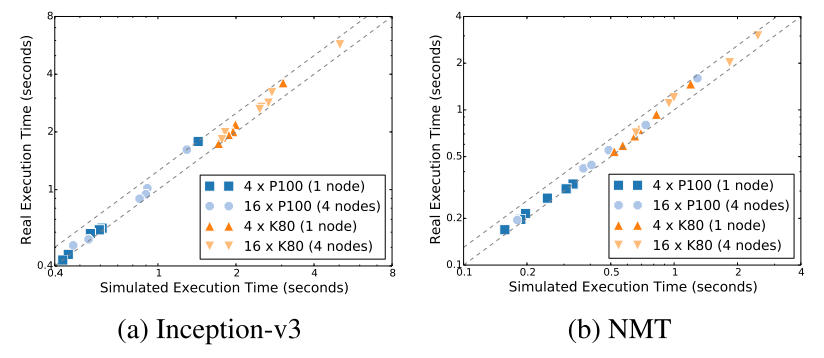 Real Execution Time (seconds)
8
4
2
1
0.4
0.4
1
2
4
8
Simulated Execution Time (seconds)
4 x P100 (1 node)
16 x P100 (4 nodes)
4 x K80 (1 node)
16 x K80 (4 nodes)
(a) Inception-v3
Real Execution Time (seconds)
4
2
1
0.5
0.2
0.1
0.1
0.2
0.5
1
2
4
Simulated Execution Time (seconds)
4 x P100 (1 node)
16 x P100 (4 nodes)
4 x K80 (1 node)
16 x K80 (4 nodes)
(b) NMT